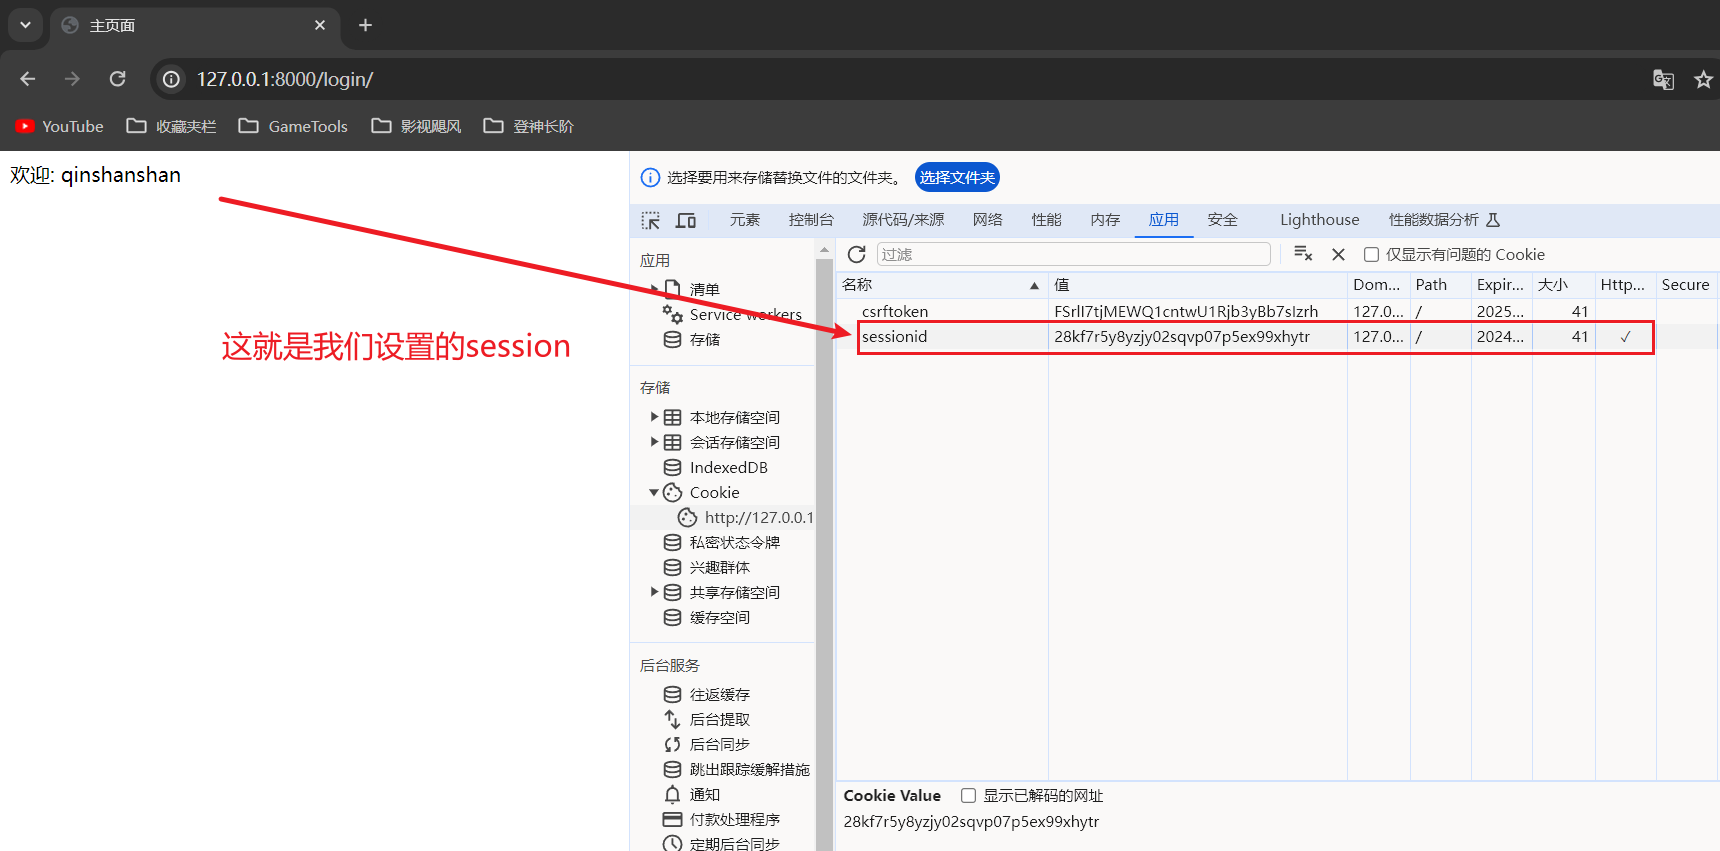 主页面
127.0.0.1:8000/login/
YouTube 收藏夹栏 GameTools 影视飓风 登神长阶
欢迎: qinshanshan
这就是我们设置的session
选择要用来存储替换文件的文件夹。 选择文件夹
元素 控制台 源代码/来源 网络 性能 内存 应用 安全 Lighthouse 性能数据分析
应用
清单
Service workers
存储
存储
本地存储空间
会话存储空间
IndexedDB
Cookie
http://127.0.0.1
私密状态令牌
兴趣群体
共享存储空间
缓存空间
后台服务
往返缓存
后台提取
后台同步
跳出跟踪缓解措施
通知
付款处理程序
定期后台同步
过滤 仅显示有问题的 Cookie
名称 值 Dom... Path Expir... 大小 Http... Secure
csrftoken FSrlI7tjMEWQ1cntwU1Rjb3yBb7sIzrh 127.0... / 2025... 41
sessionid 28kf7r5y8yzjy02sqvp07p5ex99xhytr 127.0... / 2024... 41 ✓
Cookie Value 显示已解码的网址
28kf7r5y8yzjy02sqvp07p5ex99xhytr